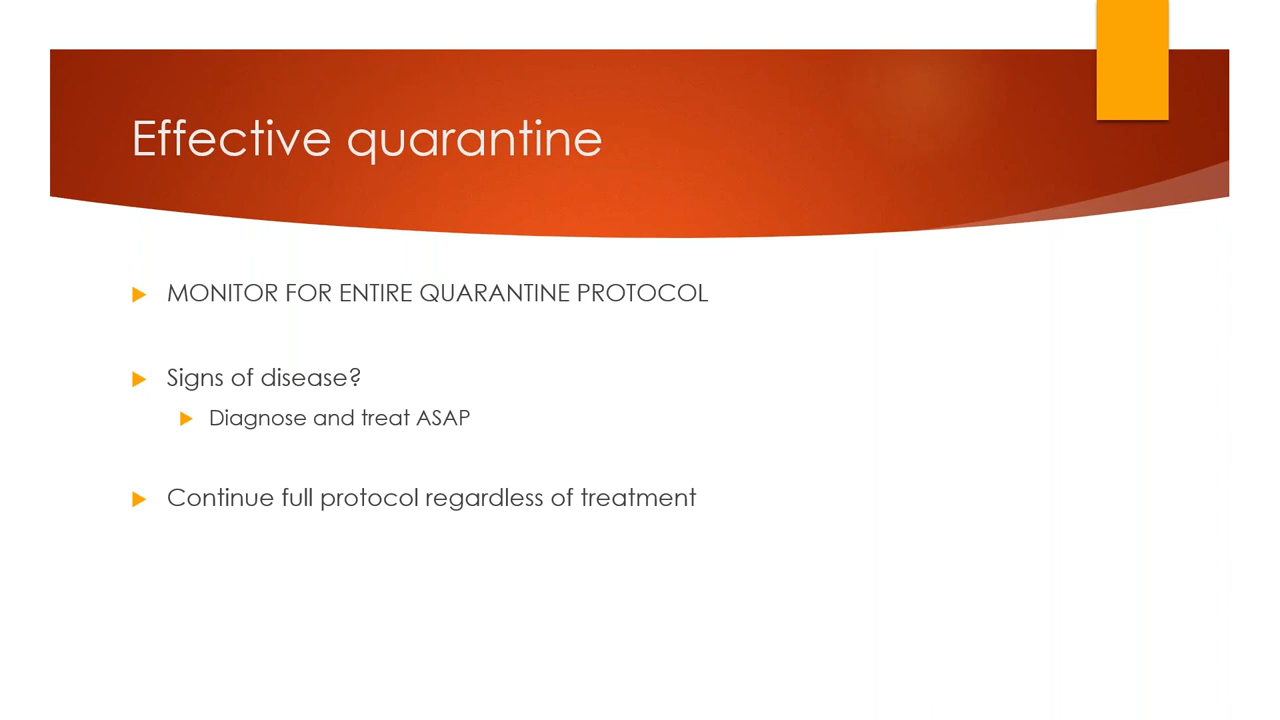 Effective quarantine
MONITOR FOR ENTIRE QUARANTINE PROTOCOL
Signs of disease?
Diagnose and treat ASAP
Continue full protocol regardless of treatment